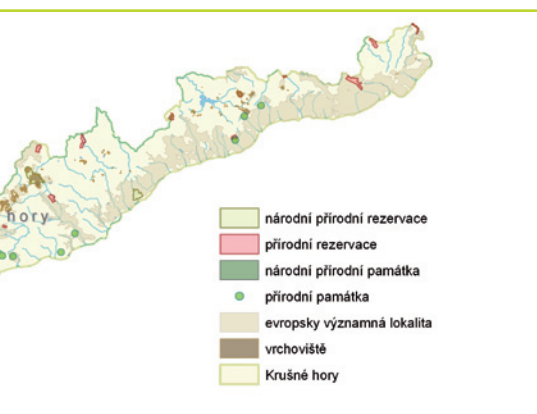 hory
národní přírodní rezervace
přírodní rezervace
národní přírodní památka
přírodní památka
evropsky významná lokalita
vrchoviště
Krušné hory